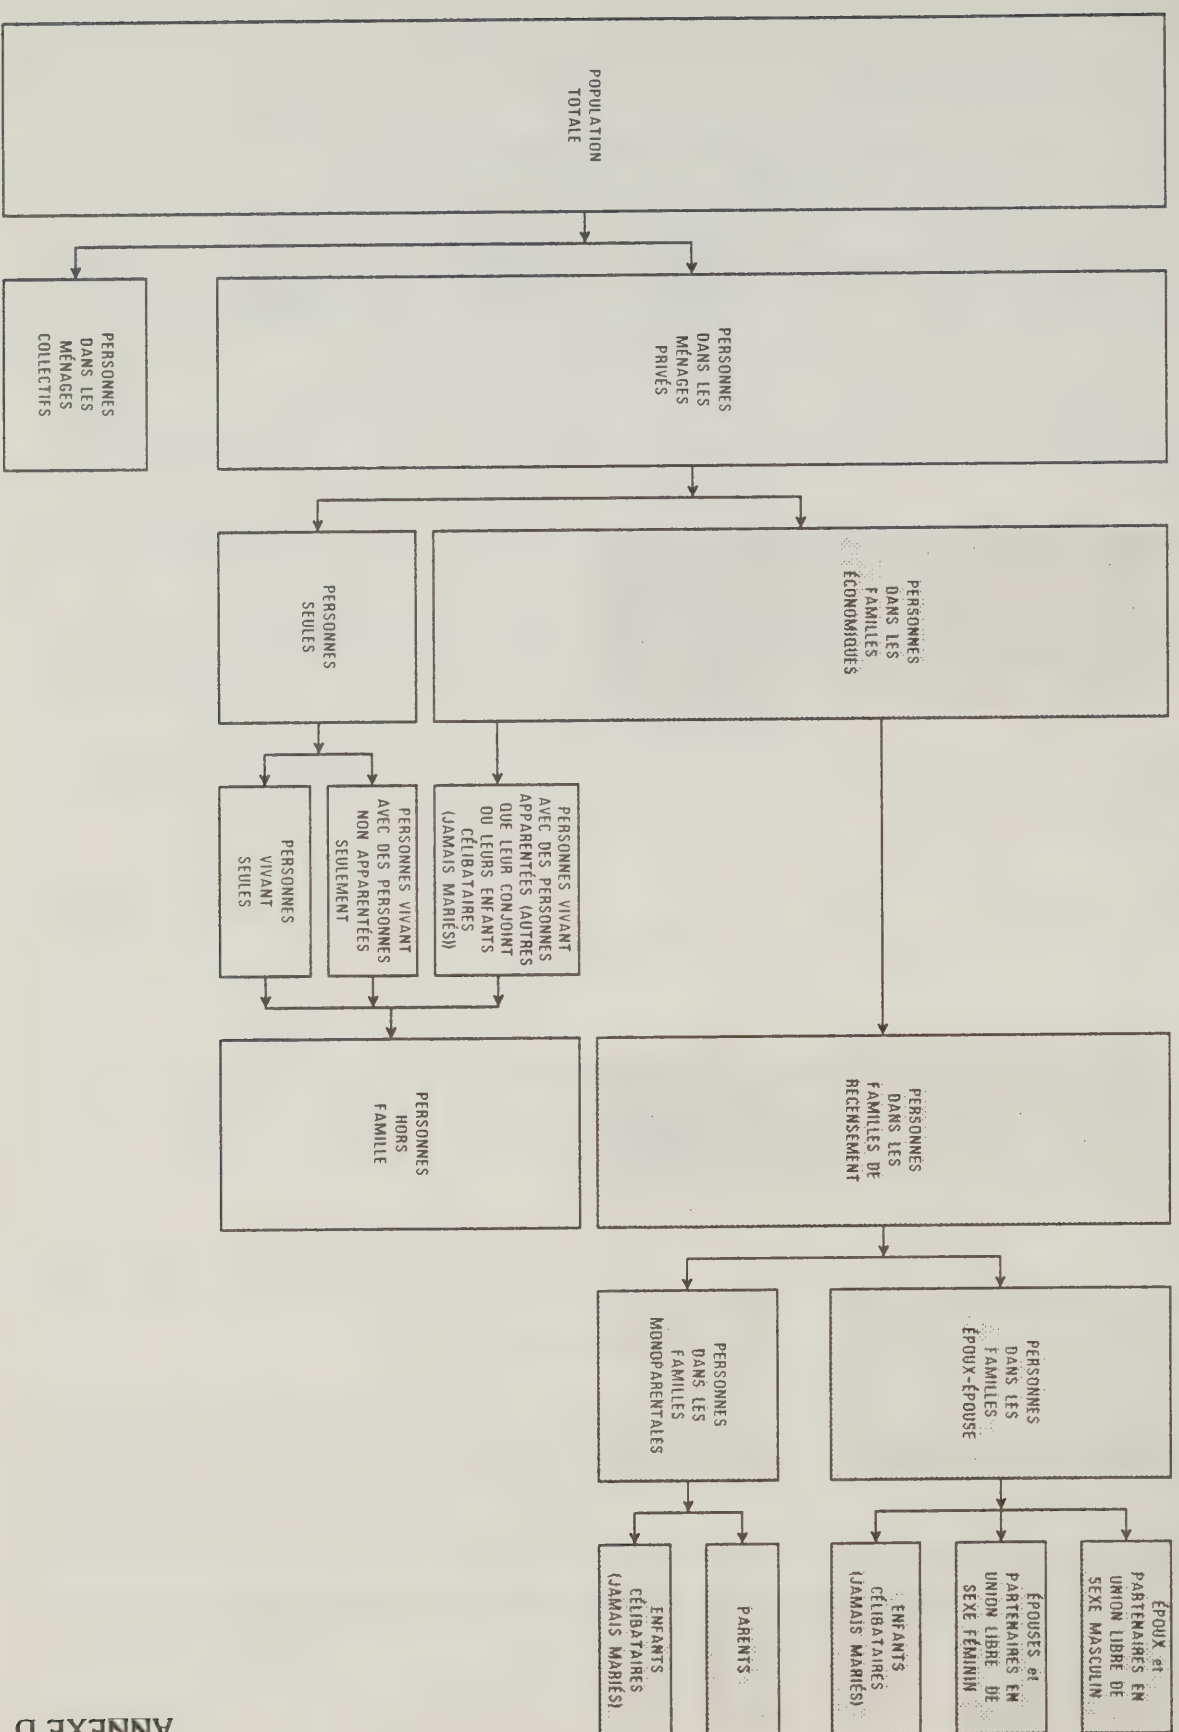 POPULATION
TOTALE
PERSONNES
DANS LES
MÉNAGES
PRIVÉS
PERSONNES
DANS LES
MÉNAGES
COLLECTIFS
PERSONNES
DANS LES
FAMILLES
ÉCONOMIQUES
PERSONNES
SEULES
PERSONNES VIVANT
AVEC DES PERSONNES
APPARENTÉES (AUTRES
QUE LEUR CONJOINT
OU LEURS ENFANTS
CÉLIBATAIRES
(JAMAIS MARIÉS))
PERSONNES VIVANT
AVEC DES PERSONNES
NON APPARENTÉES
SEULEMENT
PERSONNES
VIVANT
SEULES
PERSONNES
DANS LES
FAMILLES DE
RECENSEMENT
PERSONNES
HORS
FAMILLE
PERSONNES
DANS LES
FAMILLES
ÉPOUX-ÉPOUSE
PERSONNES
DANS LES
FAMILLES
MONOPARENTALES
ÉPOUX et
PARTENAIRES EN
UNION LIBRE DE
SEXE MASCULIN
ÉPOUSES et
PARTENAIRES EN
UNION LIBRE DE
SEXE FÉMININ
ENFANTS
CÉLIBATAIRES
(JAMAIS MARIÉS)
PARENTS
ENFANTS
CÉLIBATAIRES
(JAMAIS MARIÉS)
ANNEXE D